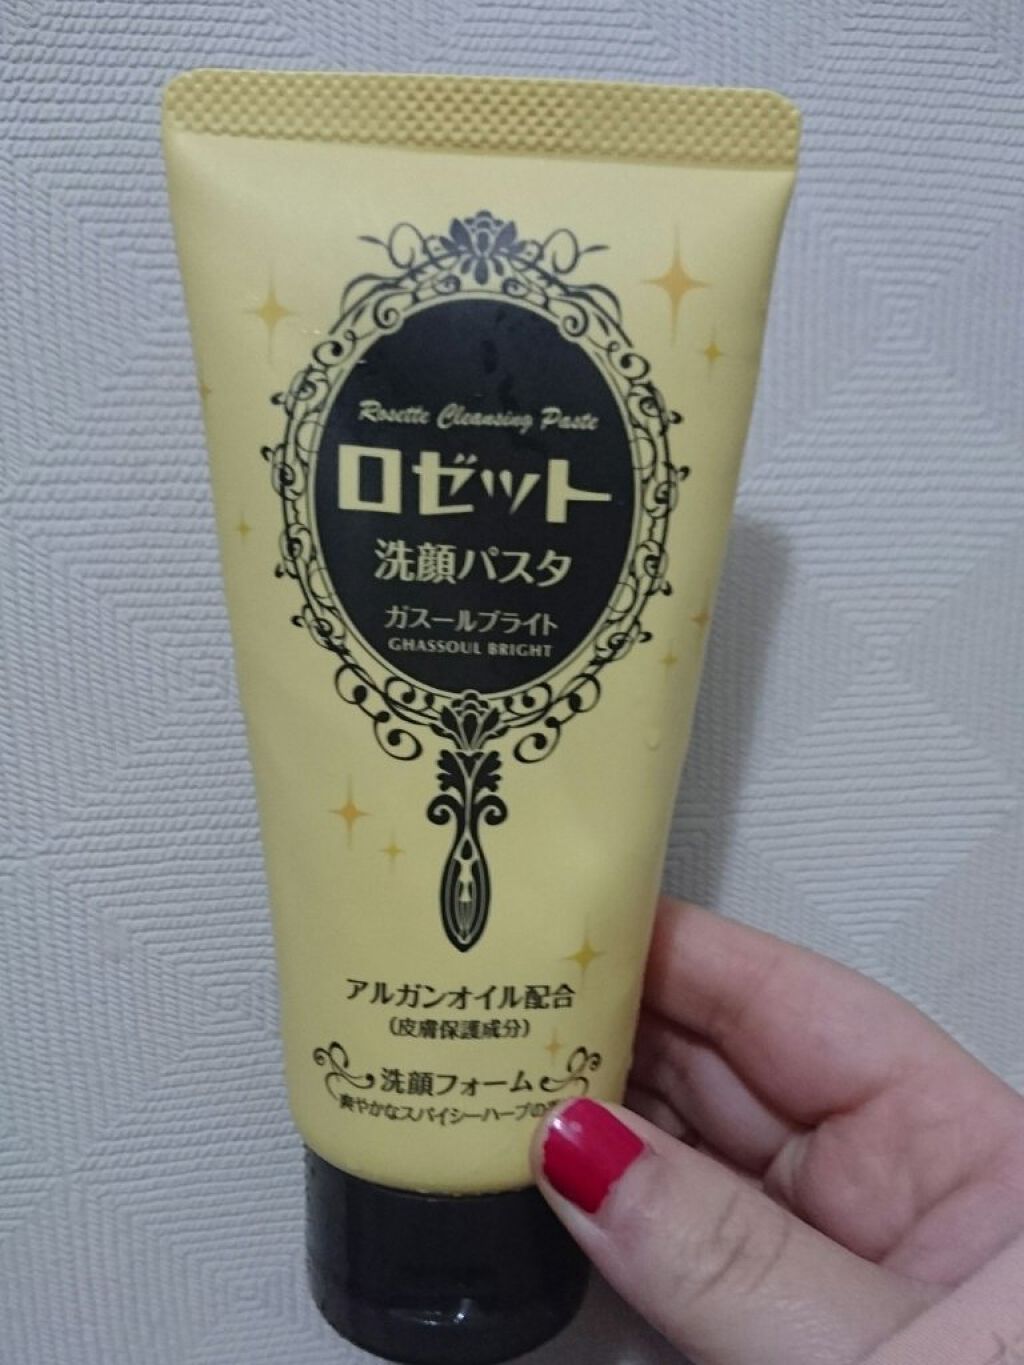 Rosette Cleansing Paste
ロゼット
洗顔パスタ
ガスールブライト
GHASSOUL BRIGHT
アルガンオイル配合
(皮膚保護成分)
洗顔フォーム
爽やかなスパイシーハーブの